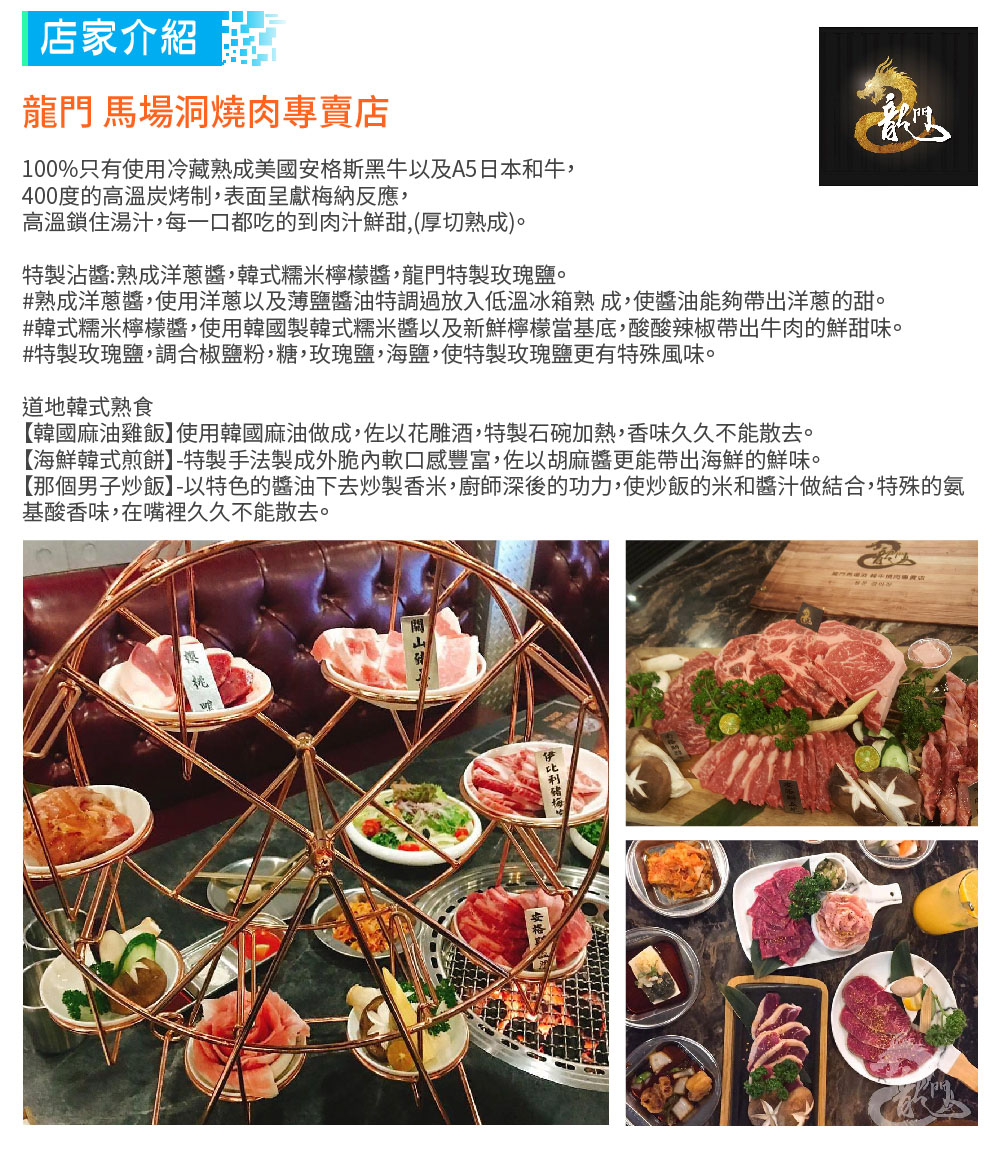 店家介紹
龍門
龍門 馬場洞燒肉專賣店
100%只有使用冷藏熟成美國安格斯黑牛以及A5日本和牛，
400度的高溫炭烤制，表面呈獻梅納反應，
高溫鎖住湯汁，每一口都吃的到肉汁鮮甜,(厚切熟成)。
特製沾醬:熟成洋蔥醬，韓式糯米檸檬醬，龍門特製玫瑰鹽。
#熟成洋蔥醬，使用洋蔥以及薄鹽醬油特調過放入低溫冰箱熟 成，使醬油能夠帶出洋蔥的甜。
#韓式糯米檸檬醬，使用韓國製韓式糯米醬以及新鮮檸檬當基底，酸酸辣椒帶出牛肉的鮮甜味。
#特製玫瑰鹽，調合椒鹽粉，糖，玫瑰鹽，海鹽，使特製玫瑰鹽更有特殊風味。
道地韓式熟食
【韓國麻油雞飯】使用韓國麻油做成，佐以花雕酒，特製石碗加熱，香味久久不能散去。
【海鮮韓式煎餅】-特製手法製成外脆內軟口感豐富，佐以胡麻醬更能帶出海鮮的鮮味。
【那個男子炒飯】-以特色的醬油下去炒製香米，廚師深後的功力，使炒飯的米和醬汁做結合，特殊的氨
基酸香味，在嘴裡久久不能散去。
櫻桃鴨
關山
伊比利豬梅
安格
龍門